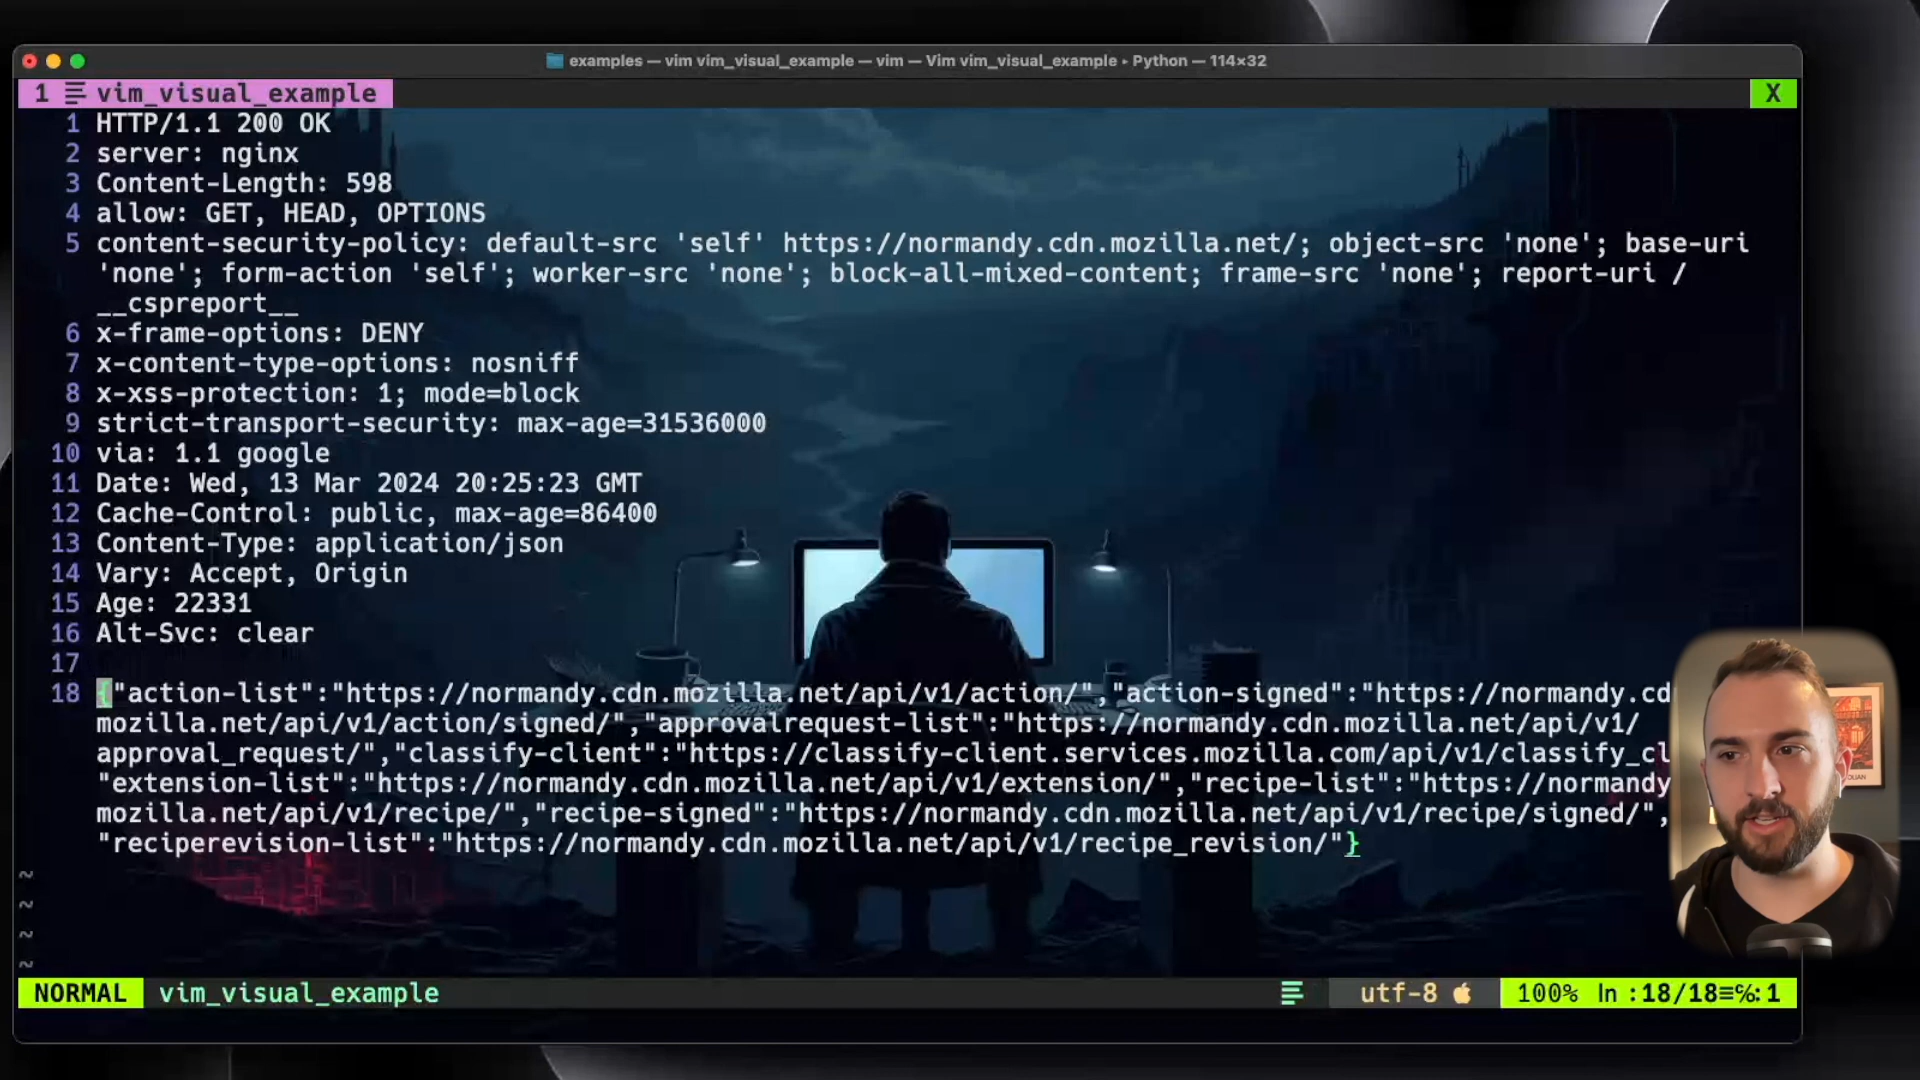 examples — vim vim_visual_example — vim — Vim vim_visual_example ▸ Python — 114×32
1 vim_visual_example X
1 HTTP/1.1 200 OK
2 server: nginx
3 Content-Length: 598
4 allow: GET, HEAD, OPTIONS
5 content-security-policy: default-src 'self' https://normandy.cdn.mozilla.net/; object-src 'none'; base-uri
'none'; form-action 'self'; worker-src 'none'; block-all-mixed-content; frame-src 'none'; report-uri /
__cspreport__
6 x-frame-options: DENY
7 x-content-type-options: nosniff
8 x-xss-protection: 1; mode=block
9 strict-transport-security: max-age=31536000
10 via: 1.1 google
11 Date: Wed, 13 Mar 2024 20:25:23 GMT
12 Cache-Control: public, max-age=86400
13 Content-Type: application/json
14 Vary: Accept, Origin
15 Age: 22331
16 Alt-Svc: clear
17
18 {"action-list":"https://normandy.cdn.mozilla.net/api/v1/action/","action-signed":"https://normandy.cd
mozilla.net/api/v1/action/signed/","approvalrequest-list":"https://normandy.cdn.mozilla.net/api/v1/
approval_request/","classify-client":"https://classify-client.services.mozilla.com/api/v1/classify_cl
"extension-list":"https://normandy.cdn.mozilla.net/api/v1/extension/","recipe-list":"https://normandy
mozilla.net/api/v1/recipe/","recipe-signed":"https://normandy.cdn.mozilla.net/api/v1/recipe/signed/",
"reciperevision-list":"https://normandy.cdn.mozilla.net/api/v1/recipe_revision/"}
~
~
~
~
NORMAL vim_visual_example utf-8 100% ln :18/18≡℅:1